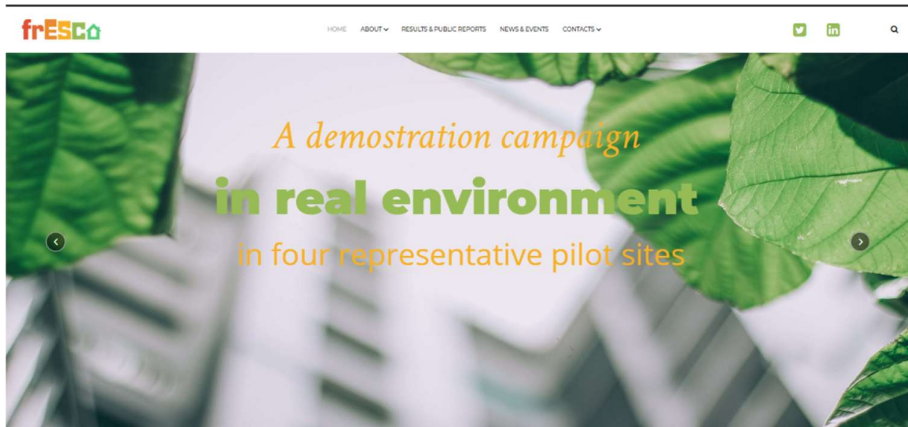 frESCo
HOME ABOUT RESULTS & PUBLIC REPORTS NEWS & EVENTS CONTACTS
A demostration campaign
in real environment
in four representative pilot sites